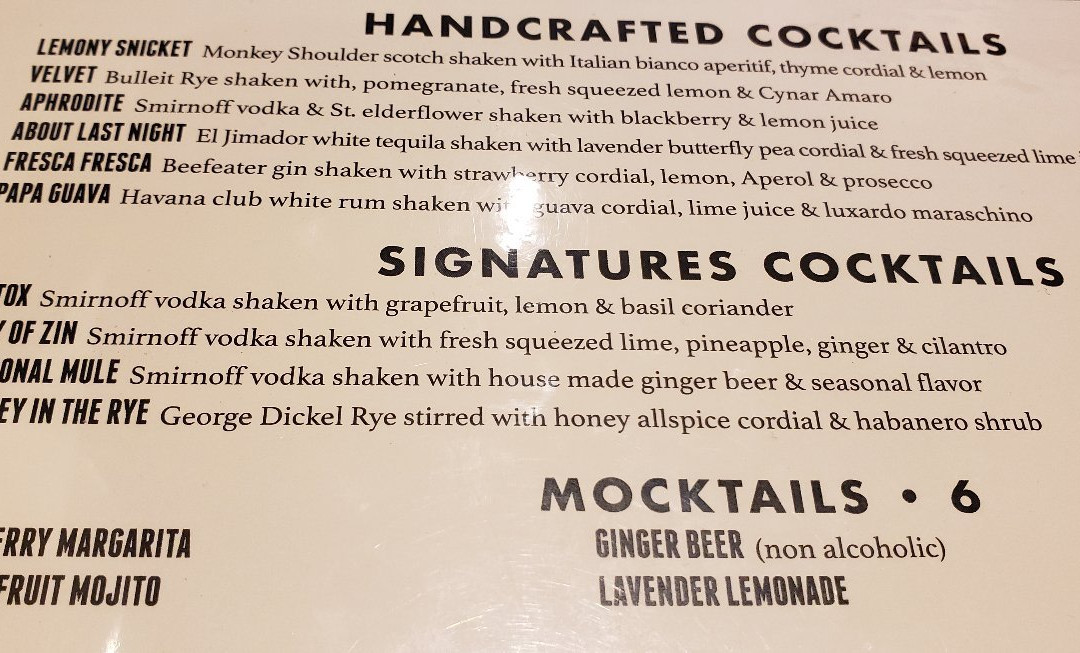 HANDCRAFTED COCKTAILS
LEMONY SNICKET Monkey Shoulder scotch shaken with Italian bianco aperitif, thyme cordial & lemon
VELVET Bulleit Rye shaken with, pomegranate, fresh squeezed lemon & Cynar Amaro
APHRODITE Smirnoff vodka & St. elderflower shaken with blackberry & lemon juice
ABOUT LAST NIGHT El Jimador white tequila shaken with lavender butterfly pea cordial & fresh squeezed lime
FRESCA FRESCA Beefeater gin shaken with strawberry cordial, lemon, Aperol & prosecco
PAPA GUAVA Havana club white rum shaken with guava cordial, lime juice & luxardo maraschino
SIGNATURES COCKTAILS
TOX Smirnoff vodka shaken with grapefruit, lemon & basil coriander
OF ZIN Smirnoff vodka shaken with fresh squeezed lime, pineapple, ginger & cilantro
ONAL MULE Smirnoff vodka shaken with house made ginger beer & seasonal flavor
EY IN THE RYE George Dickel Rye stirred with honey allspice cordial & habanero shrub
MOCKTAILS • 6
ERRY MARGARITA
FRUIT MOJITO
GINGER BEER (non alcoholic)
LAVENDER LEMONADE